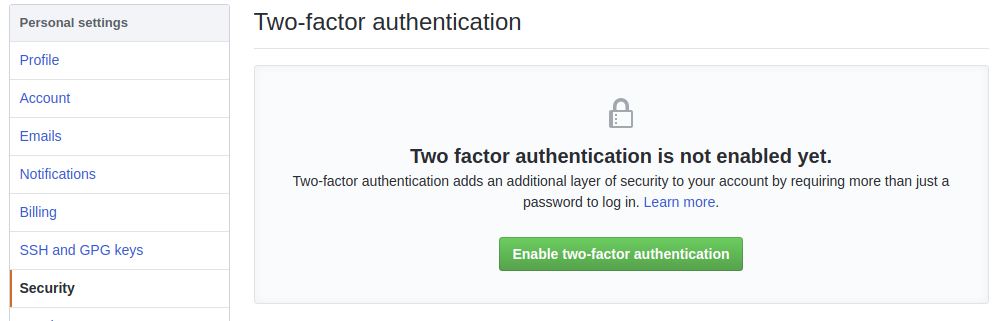 Personal settings
Profile
Account
Emails
Notifications
Billing
SSH and GPG keys
Security
Two-factor authentication
Two factor authentication is not enabled yet.
Two-factor authentication adds an additional layer of security to your account by requiring more than just a
password to log in. Learn more.
Enable two-factor authentication